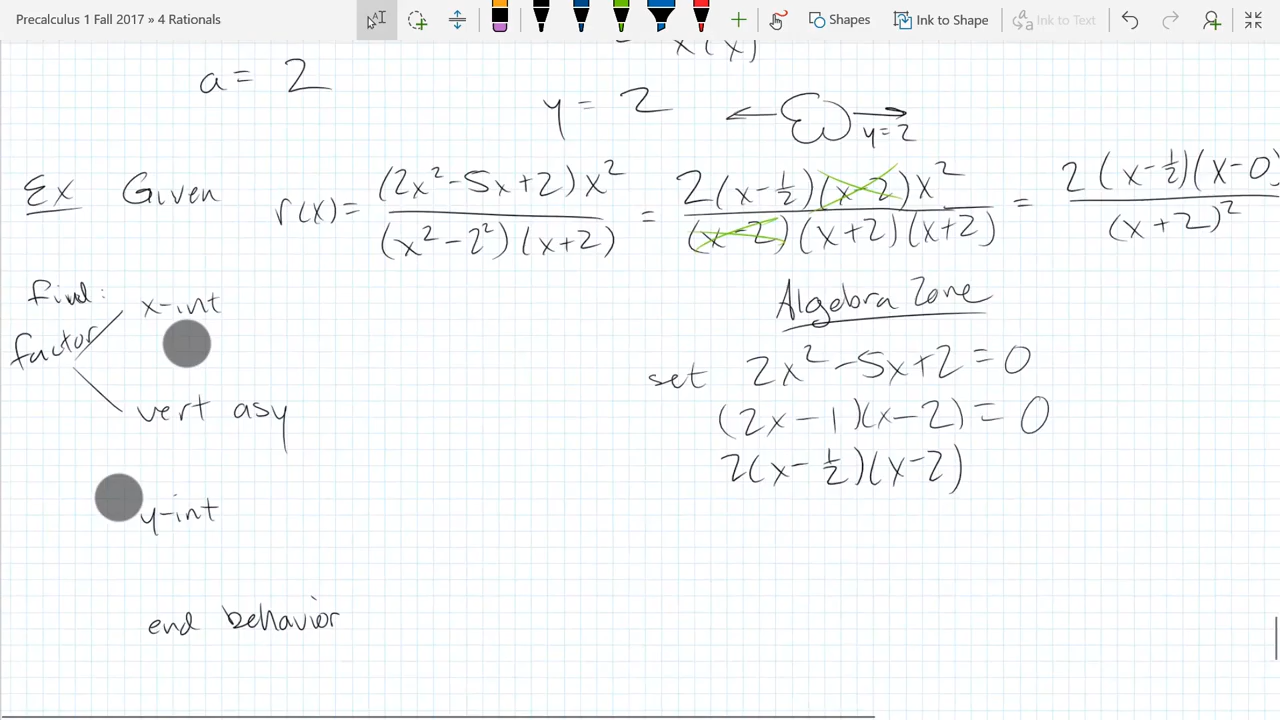 Precalculus 1 Fall 2017 » 4 Rationals
Shapes Ink to Shape Ink to Text
x(x)
a = 2
y = 2
y=2
Ex Given r(x) = (2x²-5x+2)x² / (x²-2²)(x+2) = 2(x-½)(x-2)x² / (x-2)(x+2)(x+2) = 2(x-½)(x-0) / (x+2)²
find:
factor
x-int
vert asy
y-int
end behavior
Algebra Zone
set 2x²-5x+2=0
(2x-1)(x-2)=0
2(x-½)(x-2)